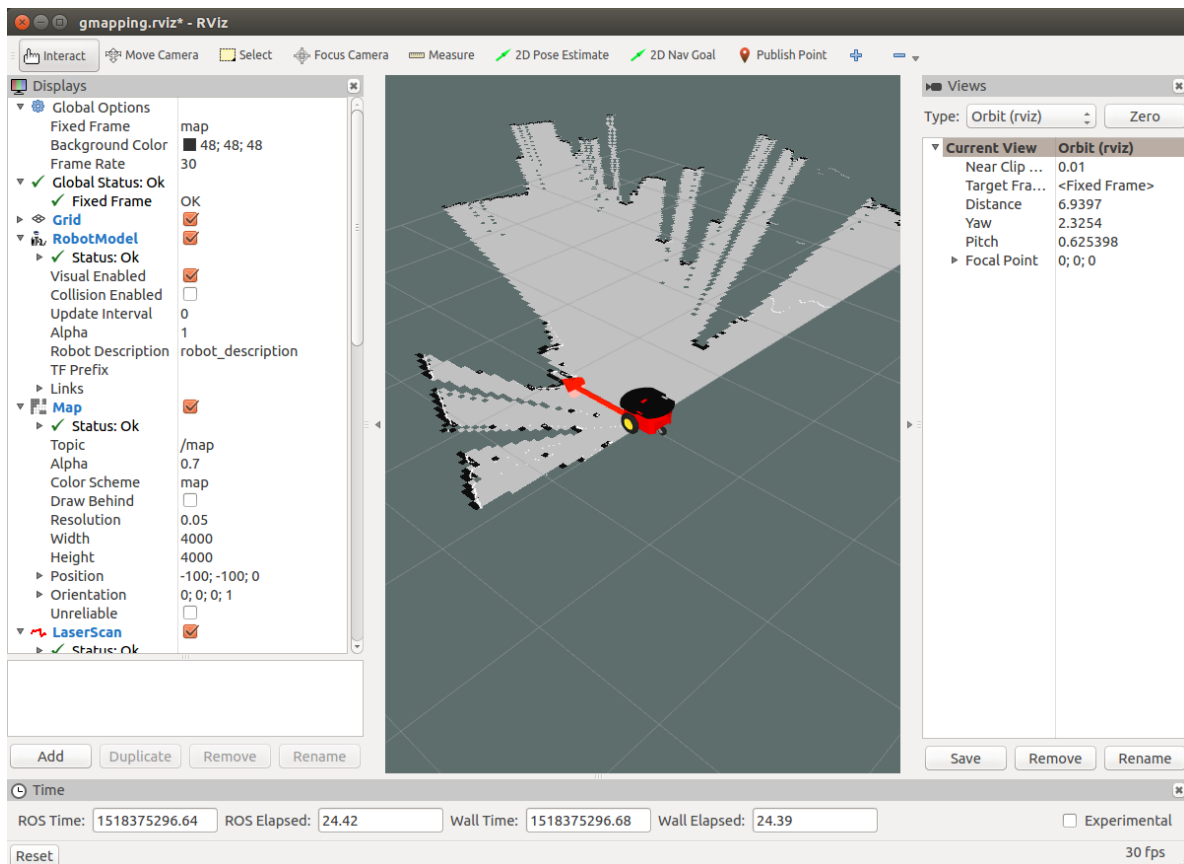 gmapping.rviz* - RViz
Interact Move Camera Select Focus Camera Measure 2D Pose Estimate 2D Nav Goal Publish Point
Displays
Global Options
Fixed Frame map
Background Color 48; 48; 48
Frame Rate 30
Global Status: Ok
Fixed Frame OK
Grid
RobotModel
Status: Ok
Visual Enabled
Collision Enabled
Update Interval 0
Alpha 1
Robot Description robot_description
TF Prefix
Links
Map
Status: Ok
Topic /map
Alpha 0.7
Color Scheme map
Draw Behind
Resolution 0.05
Width 4000
Height 4000
Position -100; -100; 0
Orientation 0; 0; 0; 1
Unreliable
LaserScan
Status: Ok
Add Duplicate Remove Rename
Views
Type: Orbit (rviz) Zero
Current View Orbit (rviz)
Near Clip ... 0.01
Target Fra... <Fixed Frame>
Distance 6.9397
Yaw 2.3254
Pitch 0.625398
Focal Point 0; 0; 0
Save Remove Rename
Time
ROS Time: 1518375296.64 ROS Elapsed: 24.42 Wall Time: 1518375296.68 Wall Elapsed: 24.39 Experimental
Reset 30 fps